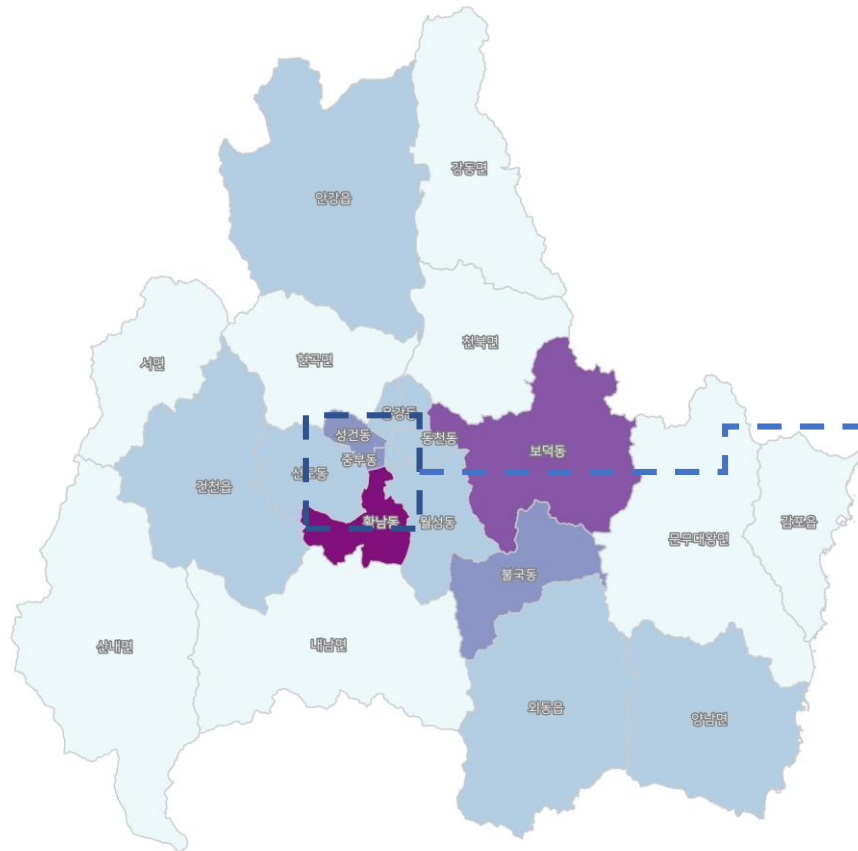 강동면
안강읍
천북면
서면
현곡면
용강동
성건동
동천동
보덕동
중부동
선도동
건천읍
황남동
월성동
문무대왕면
감포읍
불국동
산내면
내남면
외동읍
양남면